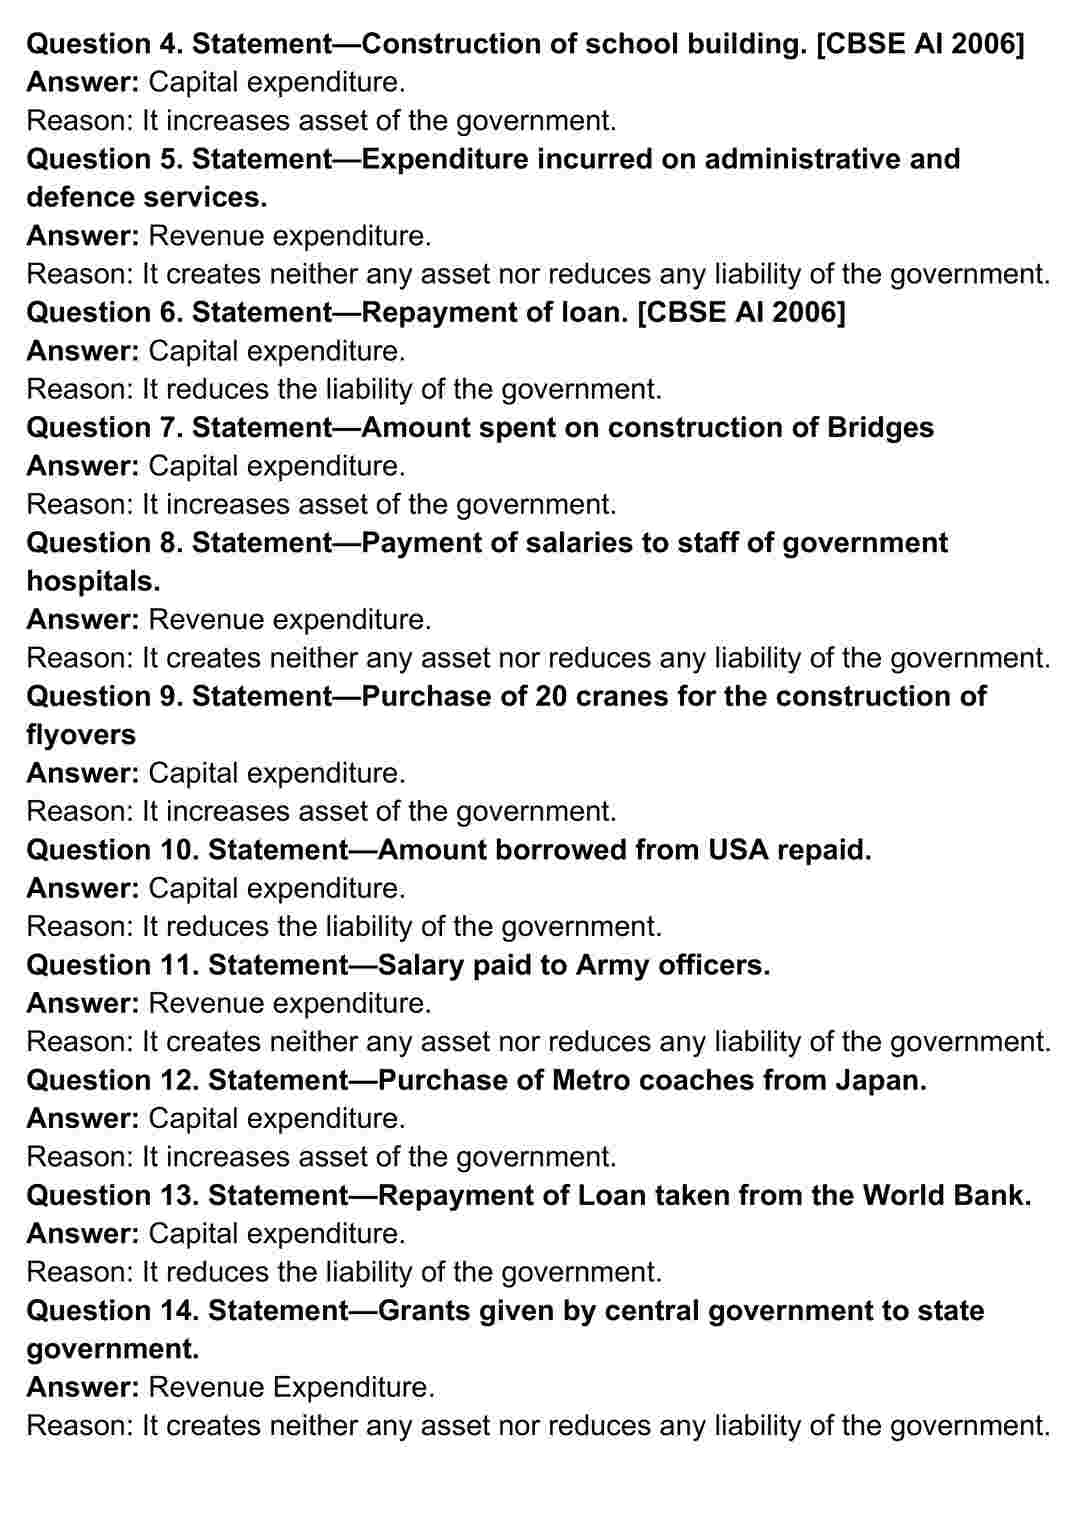 Question 4. Statement—Construction of school building. [CBSE AI 2006]
Answer: Capital expenditure.
Reason: It increases asset of the government.
Question 5. Statement—Expenditure incurred on administrative and
defence services.
Answer: Revenue expenditure.
Reason: It creates neither any asset nor reduces any liability of the government.
Question 6. Statement—Repayment of loan. [CBSE AI 2006]
Answer: Capital expenditure.
Reason: It reduces the liability of the government.
Question 7. Statement—Amount spent on construction of Bridges
Answer: Capital expenditure.
Reason: It increases asset of the government.
Question 8. Statement—Payment of salaries to staff of government
hospitals.
Answer: Revenue expenditure.
Reason: It creates neither any asset nor reduces any liability of the government.
Question 9. Statement—Purchase of 20 cranes for the construction of
flyovers
Answer: Capital expenditure.
Reason: It increases asset of the government.
Question 10. Statement—Amount borrowed from USA repaid.
Answer: Capital expenditure.
Reason: It reduces the liability of the government.
Question 11. Statement—Salary paid to Army officers.
Answer: Revenue expenditure.
Reason: It creates neither any asset nor reduces any liability of the government.
Question 12. Statement—Purchase of Metro coaches from Japan.
Answer: Capital expenditure.
Reason: It increases asset of the government.
Question 13. Statement—Repayment of Loan taken from the World Bank.
Answer: Capital expenditure.
Reason: It reduces the liability of the government.
Question 14. Statement—Grants given by central government to state
government.
Answer: Revenue Expenditure.
Reason: It creates neither any asset nor reduces any liability of the government.